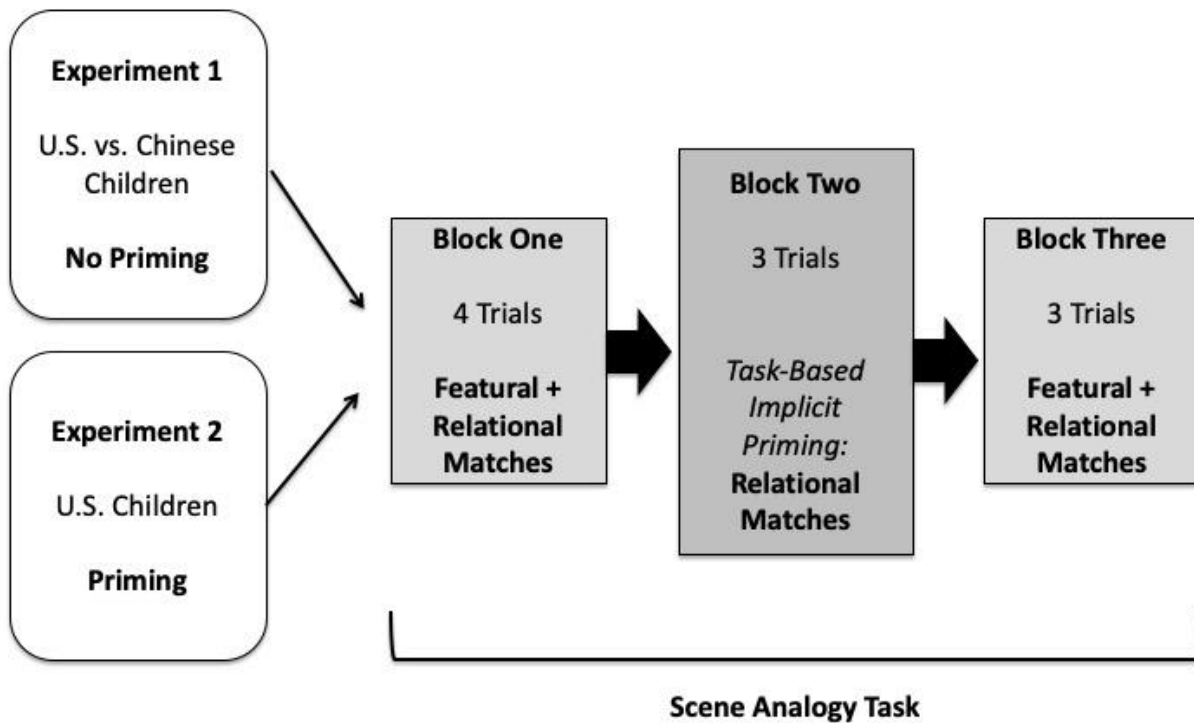 Experiment 1
U.S. vs. Chinese
Children
No Priming
Experiment 2
U.S. Children
Priming
Block One
4 Trials
Featural +
Relational
Matches
Block Two
3 Trials
Task-Based
Implicit
Priming:
Relational
Matches
Block Three
3 Trials
Featural +
Relational
Matches
Scene Analogy Task